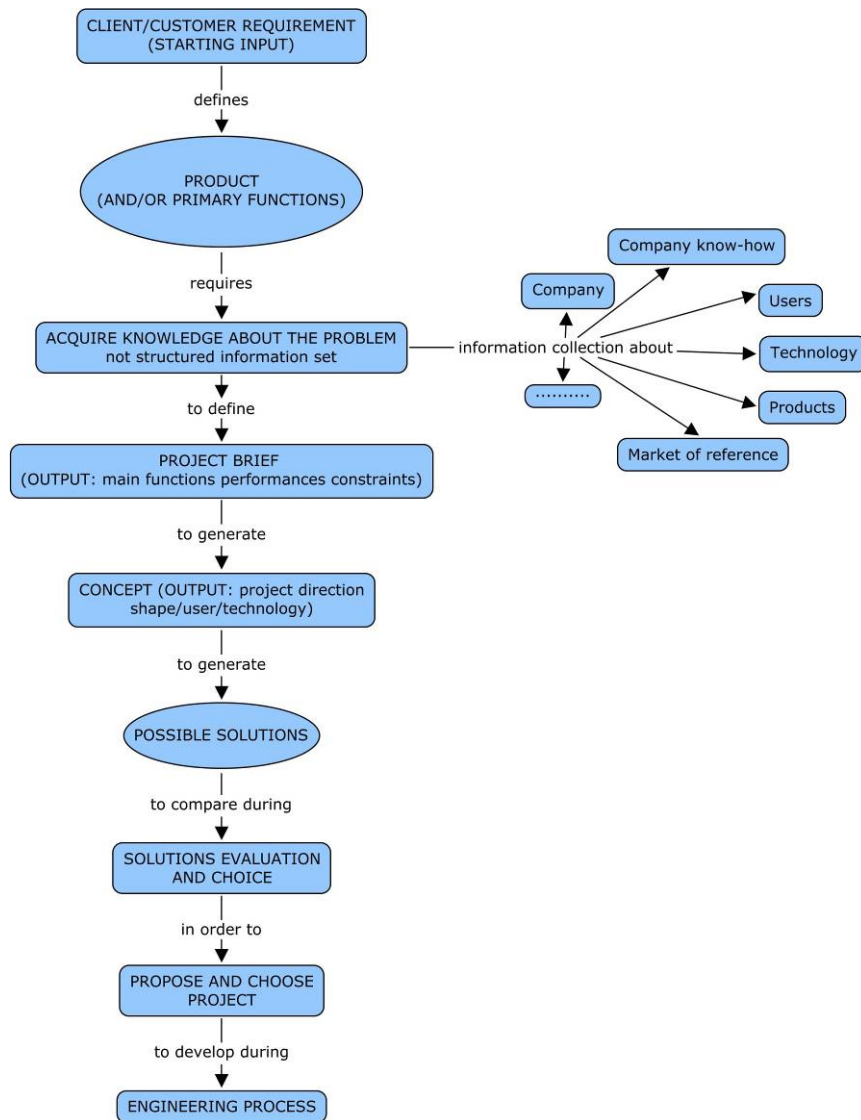 CLIENT/CUSTOMER REQUIREMENT
(STARTING INPUT)
defines
PRODUCT
(AND/OR PRIMARY FUNCTIONS)
requires
ACQUIRE KNOWLEDGE ABOUT THE PROBLEM
not structured information set
information collection about
Company know-how
Company
Users
Technology
..........
Products
Market of reference
to define
PROJECT BRIEF
(OUTPUT: main functions performances constraints)
to generate
CONCEPT (OUTPUT: project direction
shape/user/technology)
to generate
POSSIBLE SOLUTIONS
to compare during
SOLUTIONS EVALUATION
AND CHOICE
in order to
PROPOSE AND CHOOSE
PROJECT
to develop during
ENGINEERING PROCESS